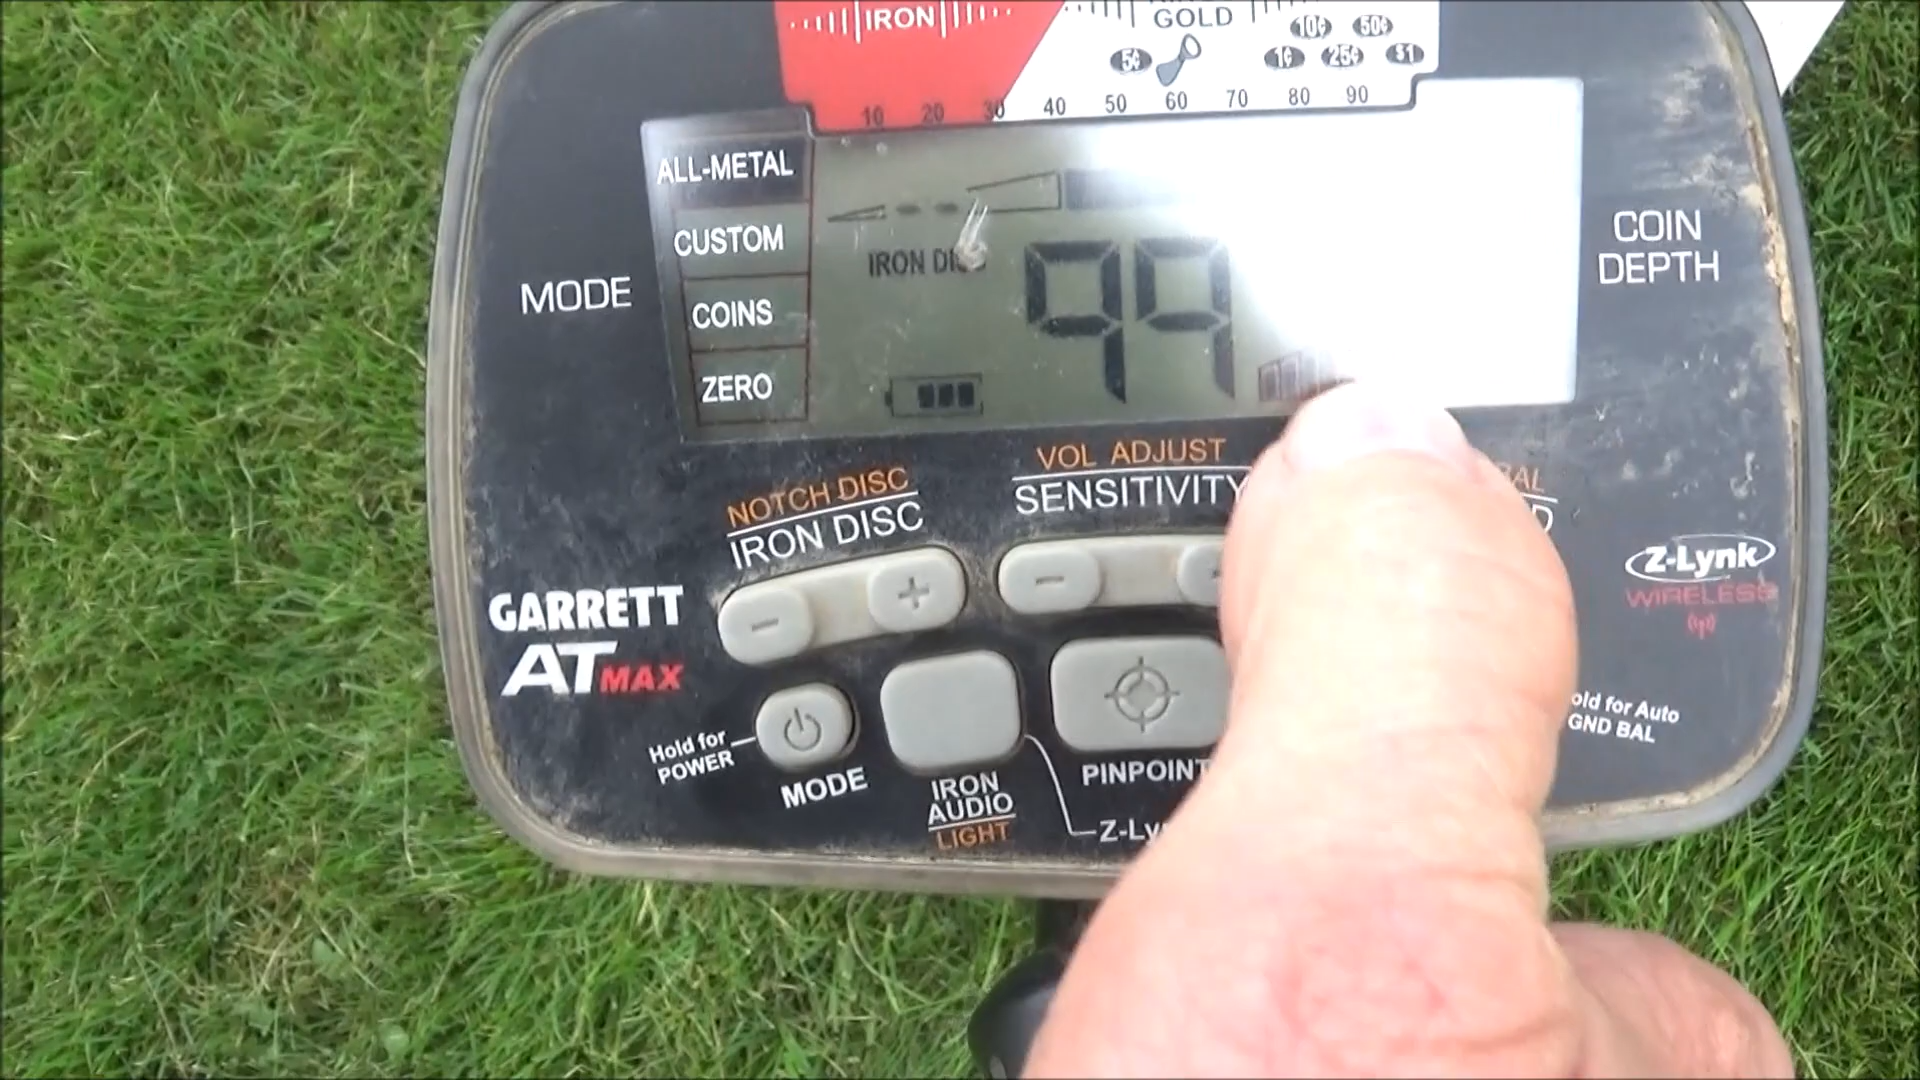 IRON
GOLD
10¢ 50¢
5¢ 1¢ 25¢ $1
10 20 30 40 50 60 70 80 90
ALL-METAL
CUSTOM
COINS
ZERO
IRON DISC
99
MODE
COIN
DEPTH
NOTCH DISC
IRON DISC
VOL ADJUST
SENSITIVITY
GARRETT
AT MAX
Z-Lynk
WIRELESS
Hold for
POWER
MODE
IRON
AUDIO
LIGHT
PINPOINT
old for Auto
GND BAL